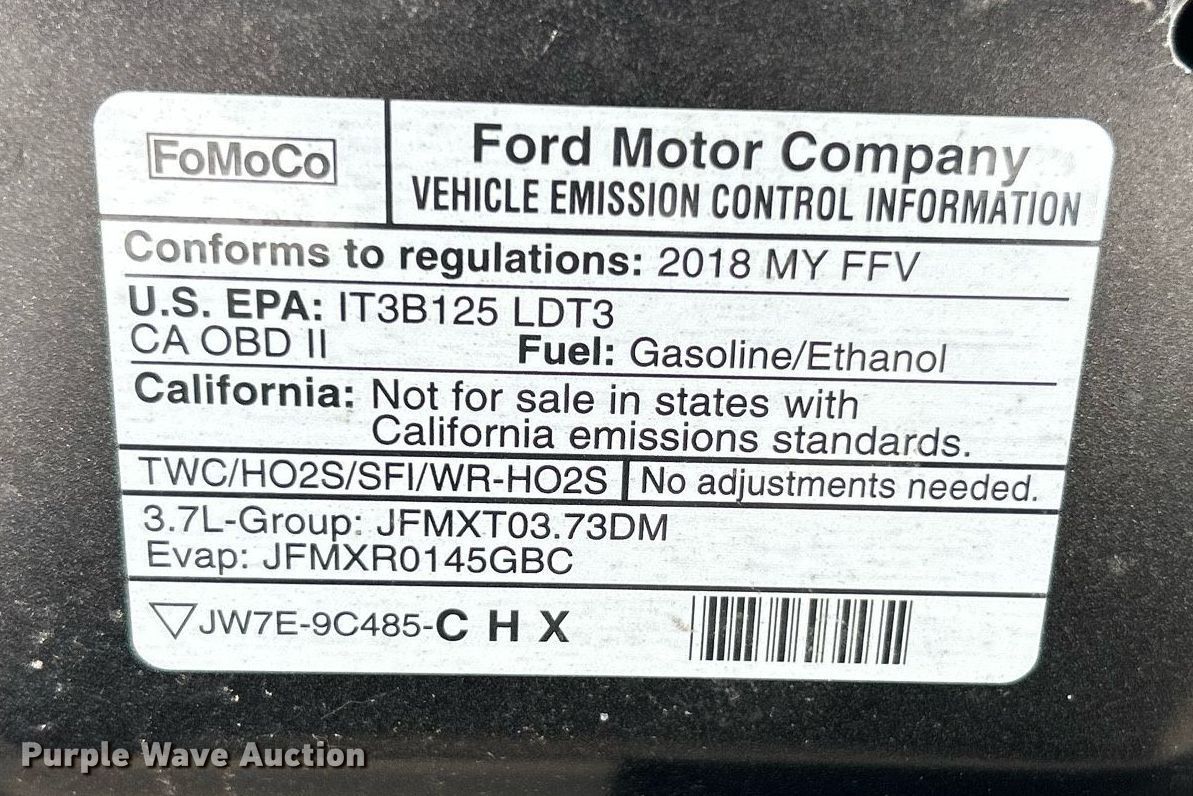 FoMoCo
Ford Motor Company
VEHICLE EMISSION CONTROL INFORMATION
Conforms to regulations: 2018 MY FFV
U.S. EPA: IT3B125 LDT3
CA OBD II Fuel: Gasoline/Ethanol
California: Not for sale in states with
California emissions standards.
TWC/HO2S/SFI/WR-HO2S No adjustments needed.
3.7L-Group: JFMXT03.73DM
Evap: JFMXR0145GBC
JW7E-9C485-C H X
Purple Wave Auction